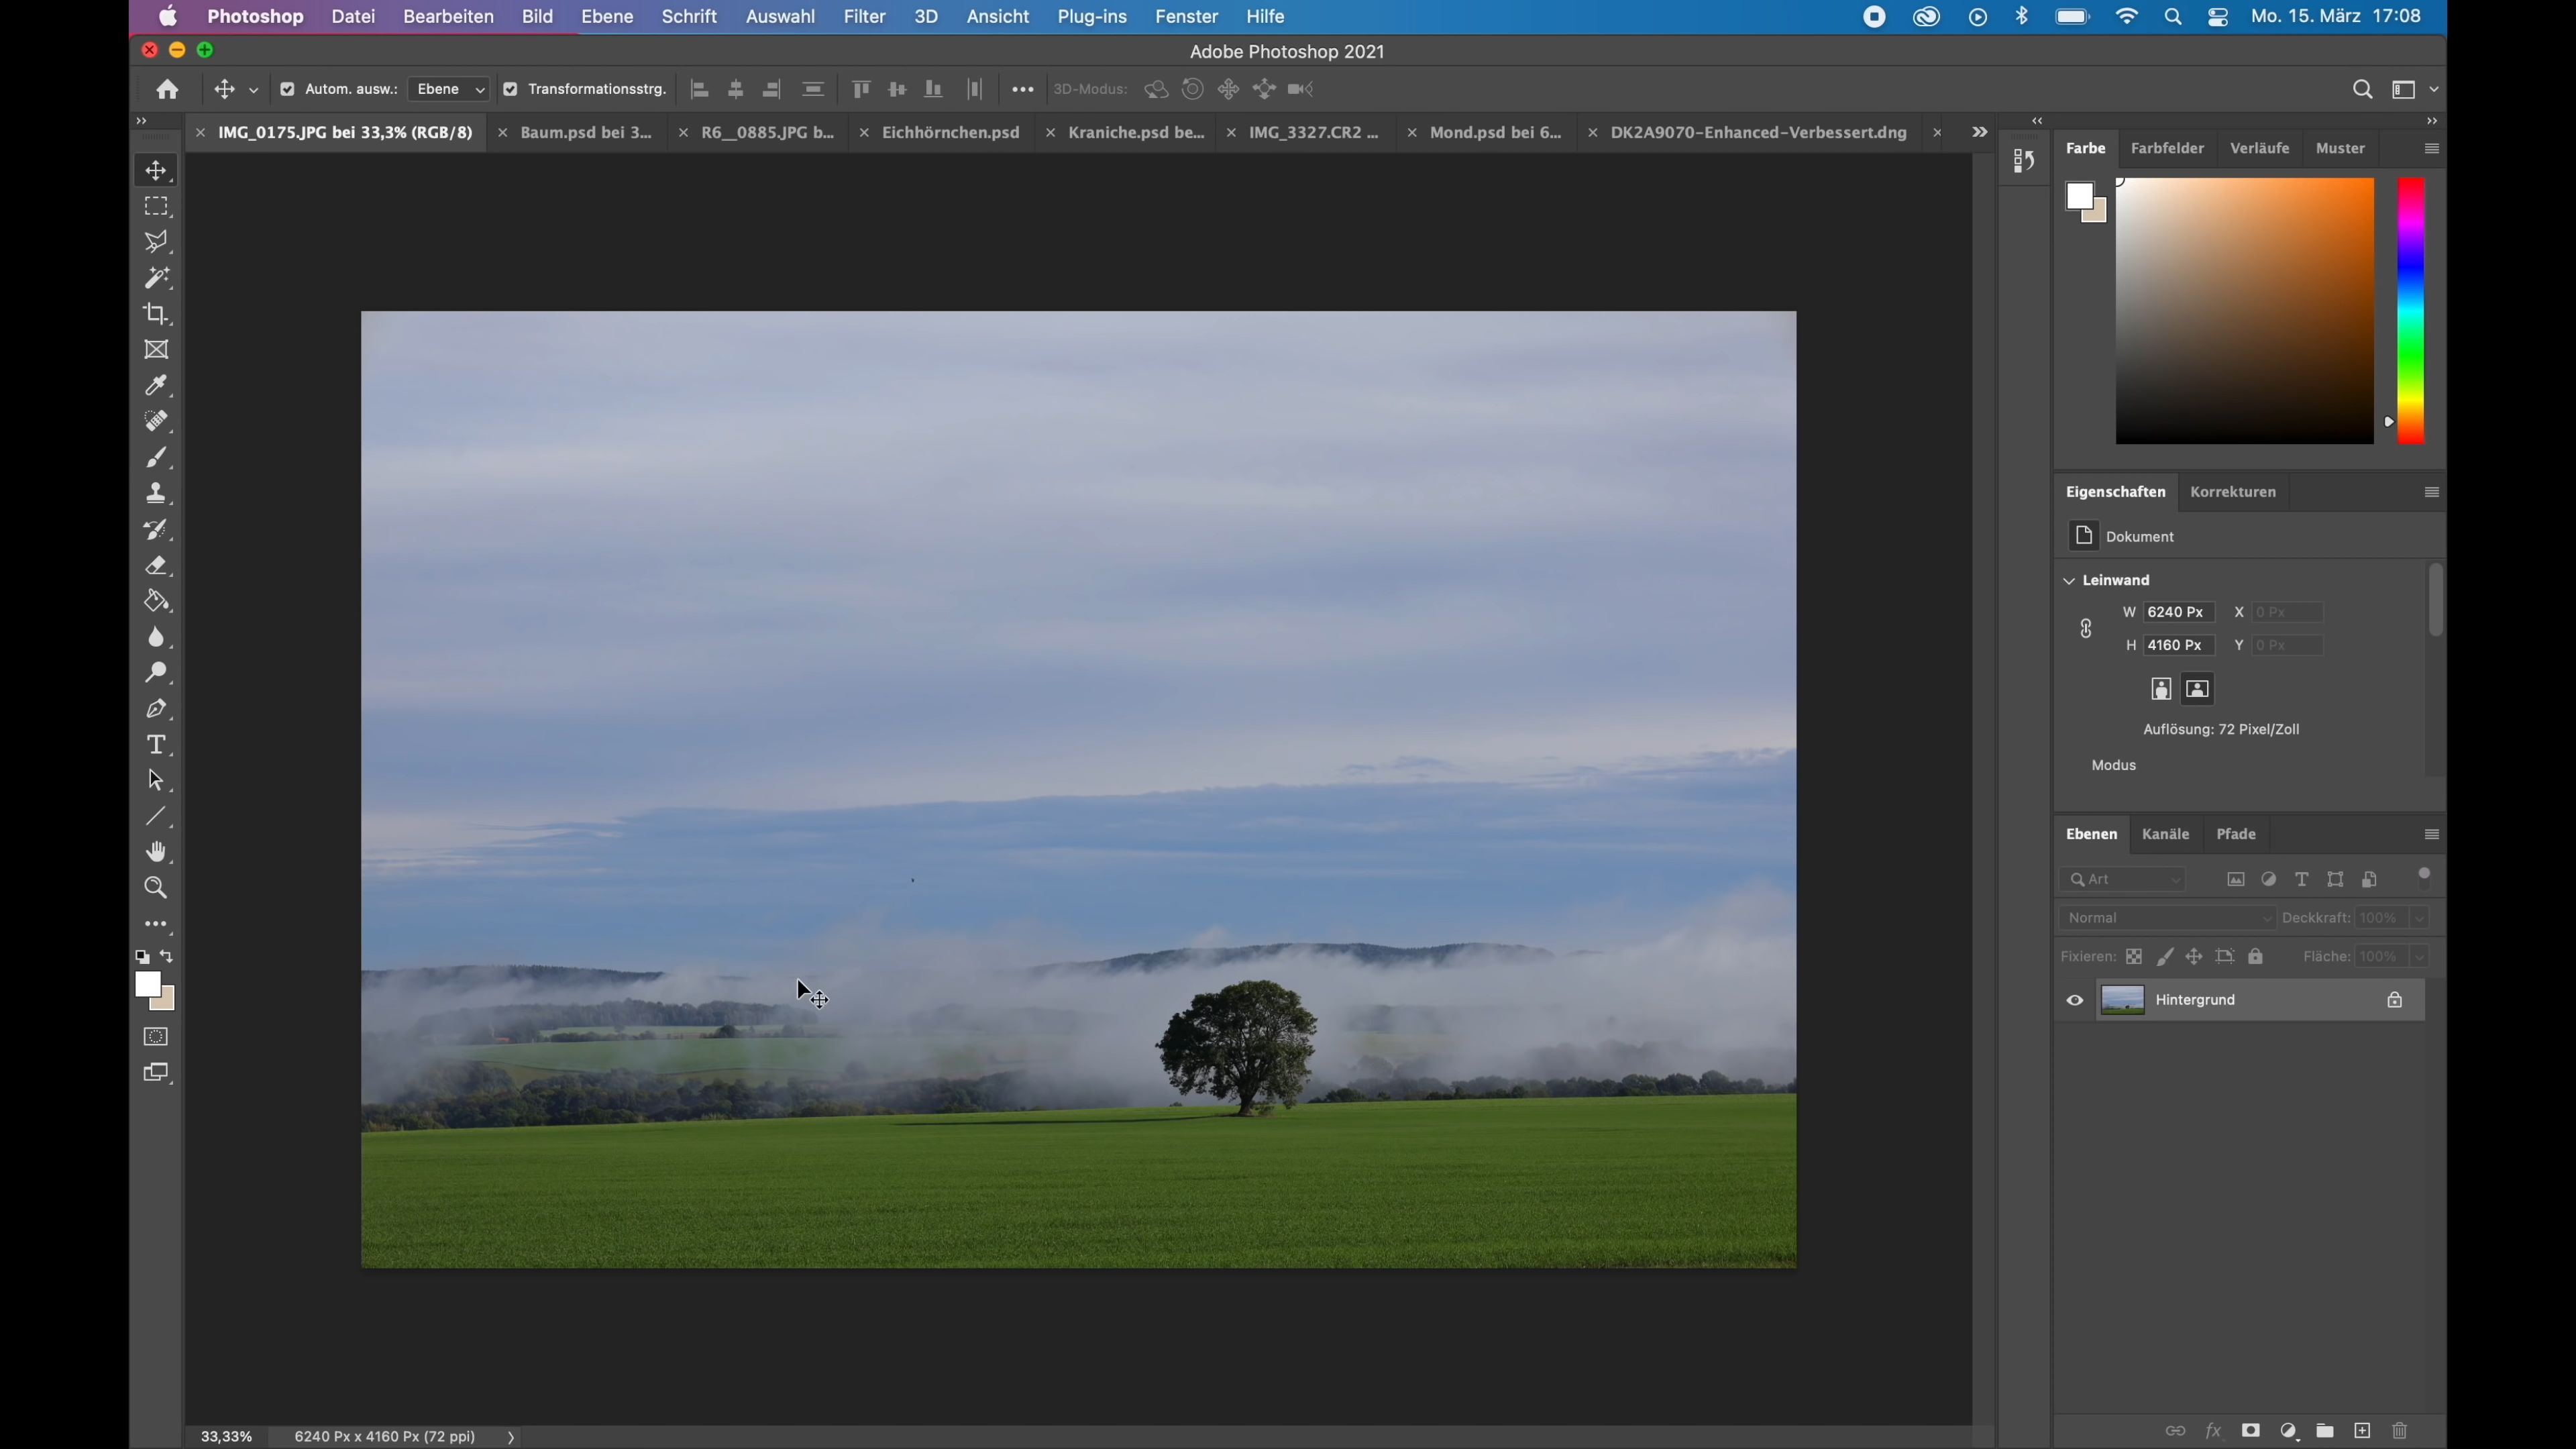 Photoshop Datei Bearbeiten Bild Ebene Schrift Auswahl Filter 3D Ansicht Plug-ins Fenster Hilfe Mo. 15. März 17:08
Adobe Photoshop 2021
Autom. ausw.: Ebene Transformationsstrg. 3D-Modus:
IMG_0175.JPG bei 33,3% (RGB/8) Baum.psd bei 3... R6__0885.JPG b... Eichhörnchen.psd Kraniche.psd be... IMG_3327.CR2 ... Mond.psd bei 6... DK2A9070-Enhanced-Verbessert.dng
Farbe Farbfelder Verläufe Muster
Eigenschaften Korrekturen
Dokument
Leinwand
W 6240 Px X 0 Px
H 4160 Px Y 0 Px
Auflösung: 72 Pixel/Zoll
Modus
Ebenen Kanäle Pfade
Art
Normal Deckkraft: 100%
Fixieren: Fläche: 100%
Hintergrund
33,33% 6240 Px x 4160 Px (72 ppi)